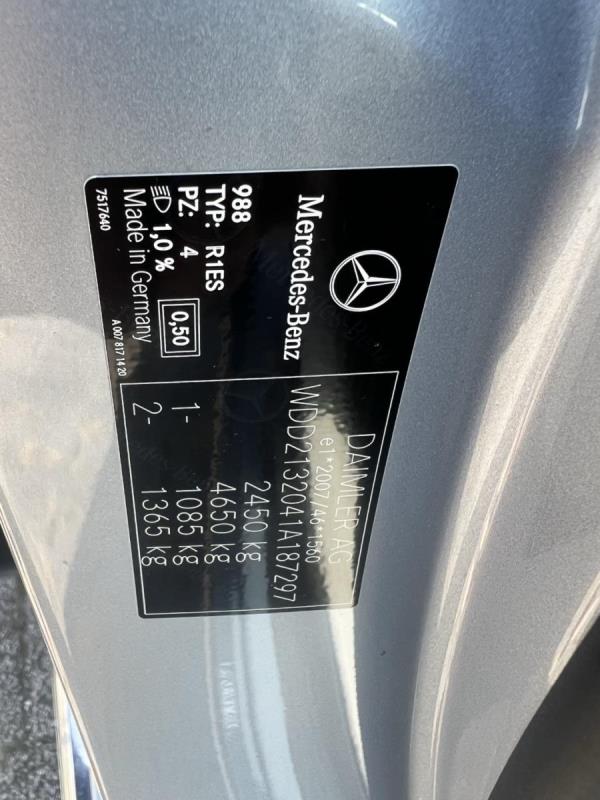 Mercedes-Benz
988
TYP: R1ES
PZ: 4
1,0 %
0,50
Made in Germany
7517640
A 007 817 14 20
DAIMLER AG
e1*2007/46*1560
WDD2132041A187297
2450 kg
4650 kg
1- 1085 kg
2- 1365 kg